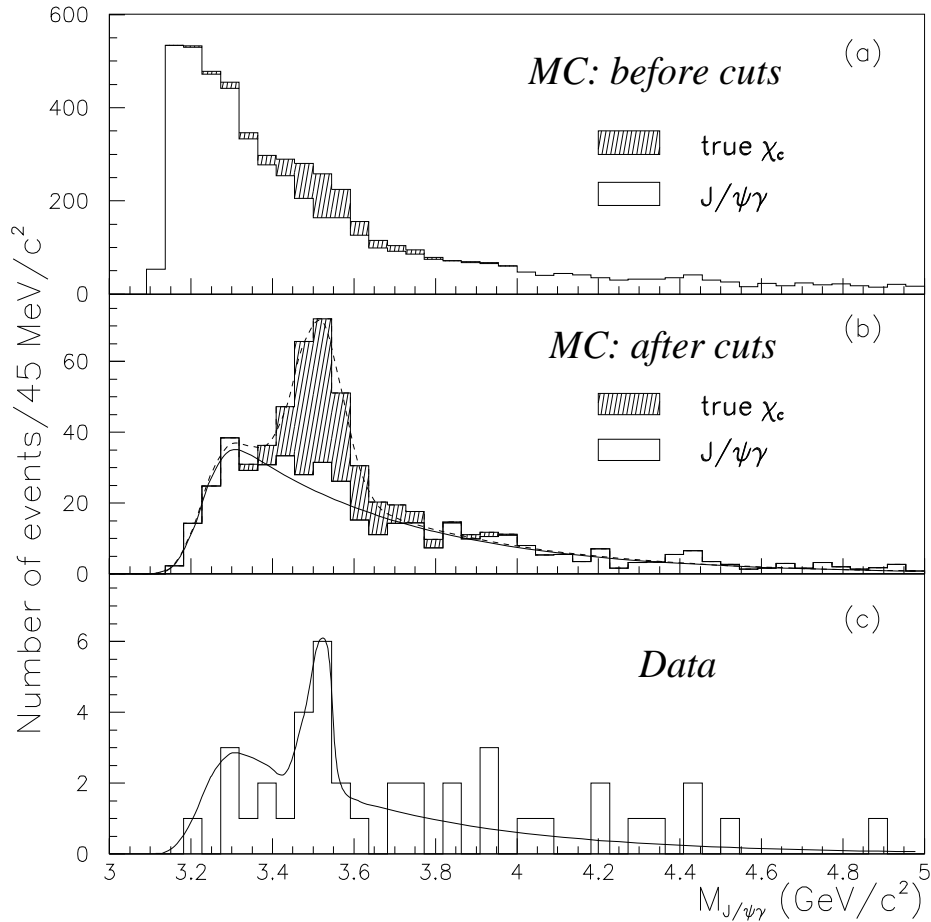 Number of events/45 MeV/c²
600
400
200
0
(a)
MC: before cuts
true χc
J/ψγ
60
40
20
0
(b)
MC: after cuts
true χc
J/ψγ
6
4
2
0
(c)
Data
3 3.2 3.4 3.6 3.8 4 4.2 4.4 4.6 4.8 5
M_J/ψγ (GeV/c²)